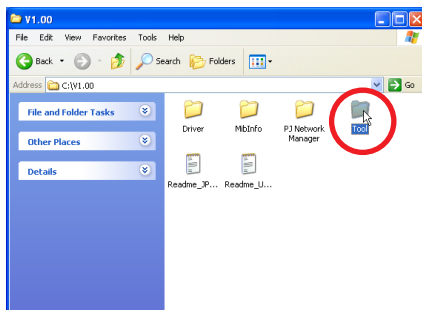 V1.00
File Edit View Favorites Tools Help
Back Search Folders
Address C:\V1.00 Go
File and Folder Tasks
Other Places
Details
Driver MibInfo PJ Network Manager Tool
Readme_JP... Readme_U...